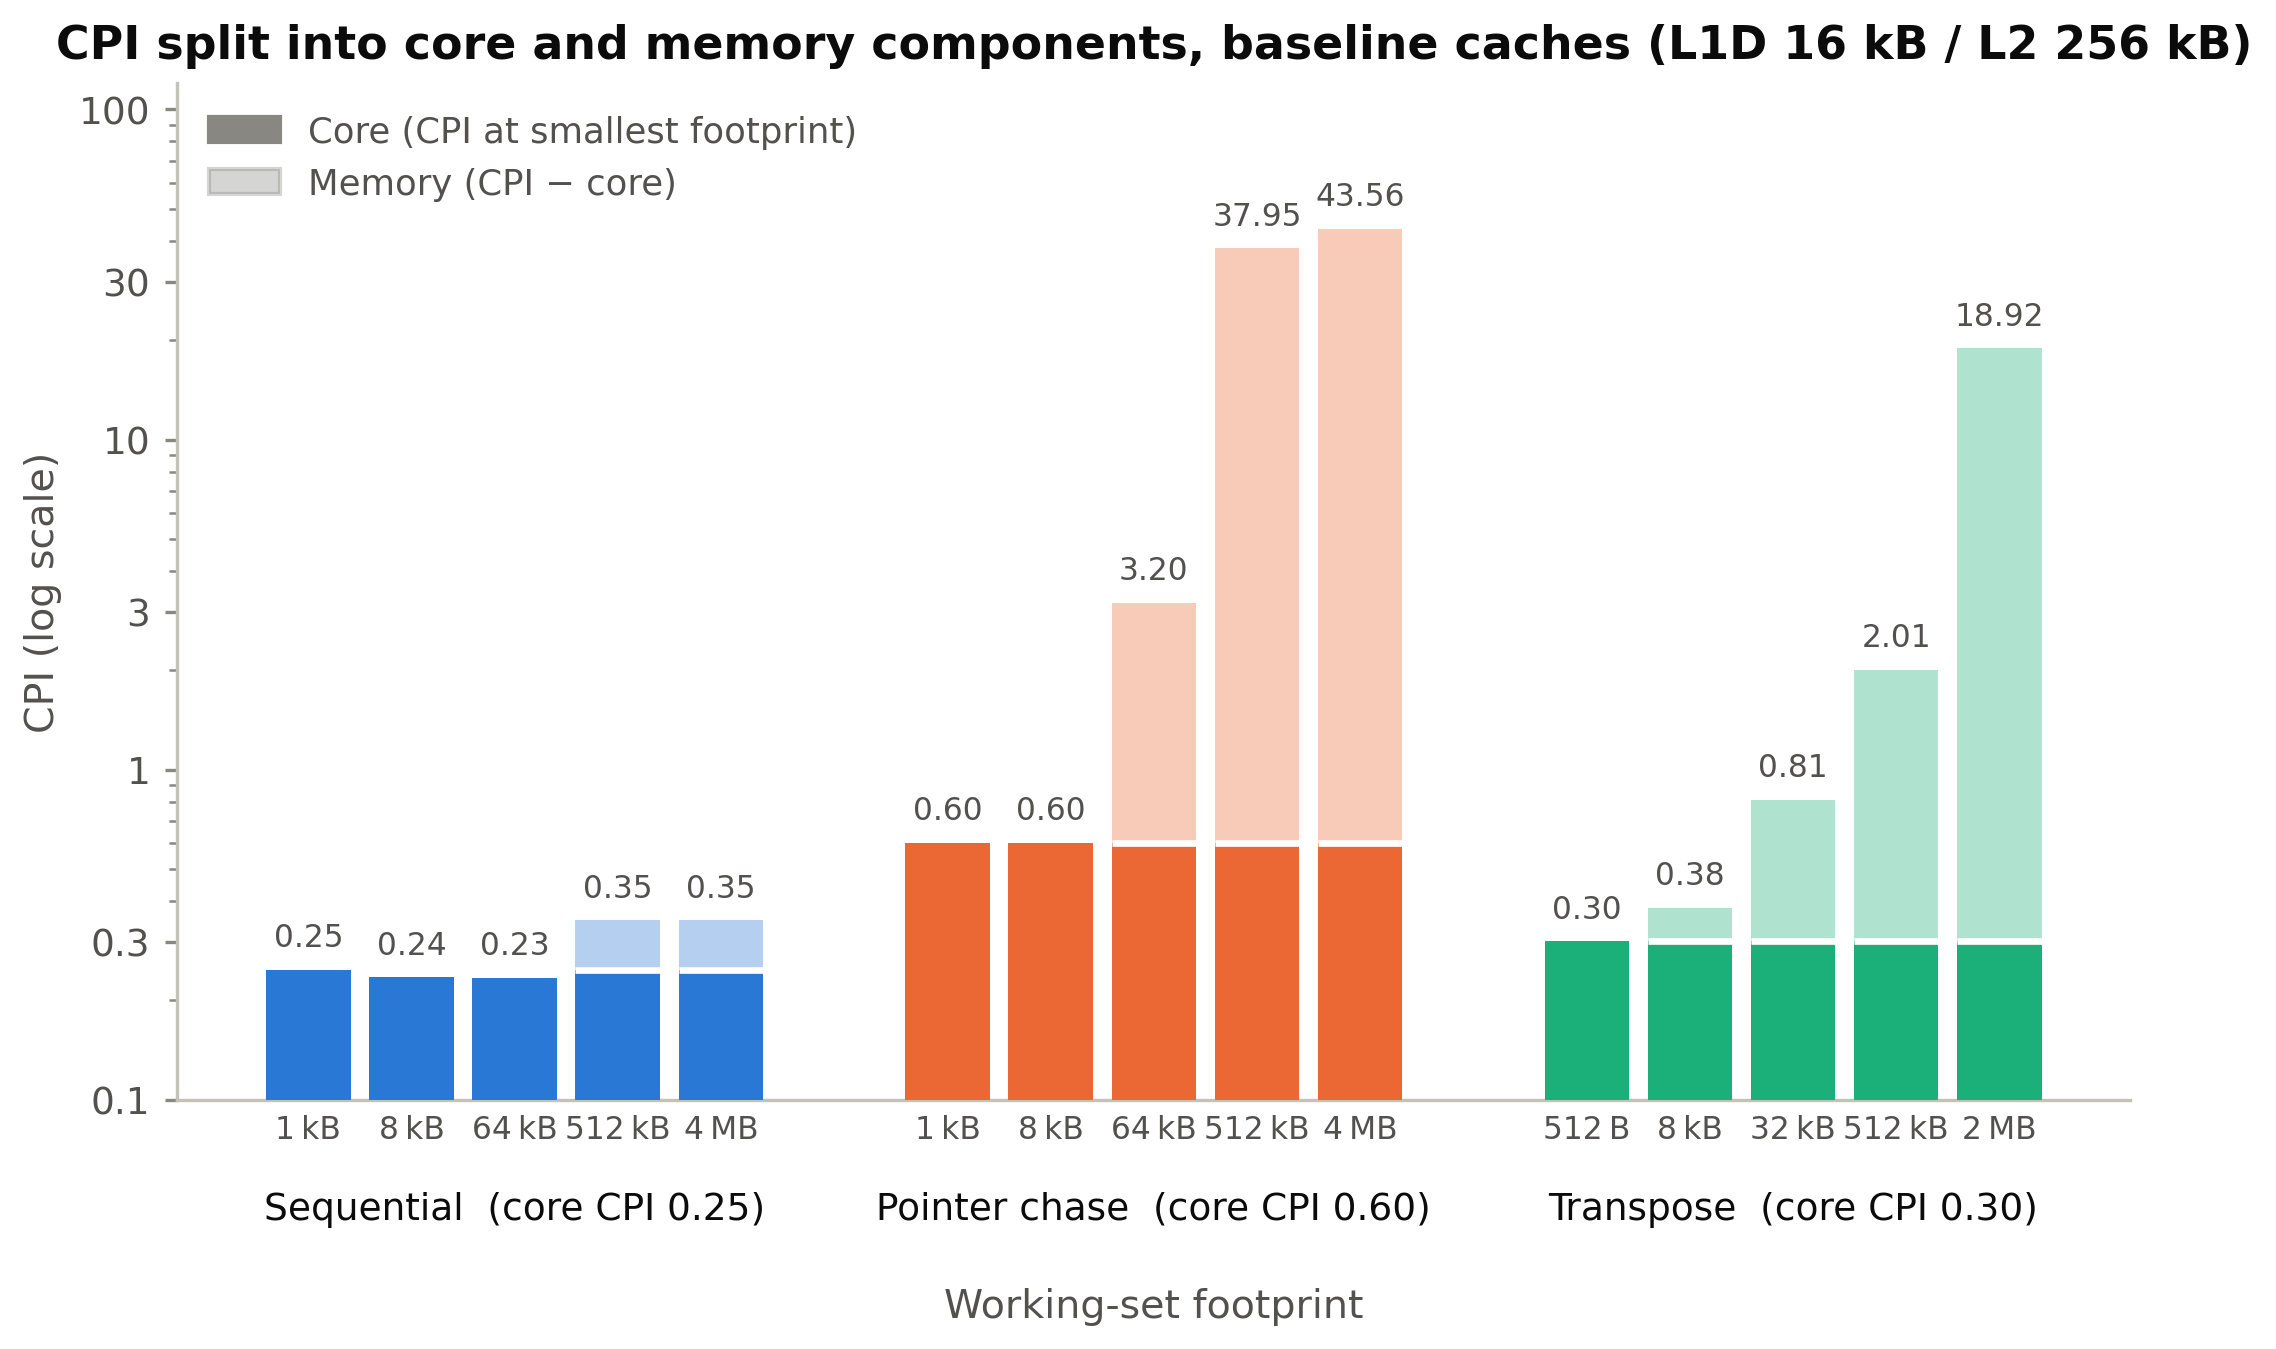 CPI split into core and memory components, baseline caches (L1D 16 kB / L2 256 kB)
Core (CPI at smallest footprint)
Memory (CPI − core)
CPI (log scale)
100
30
10
3
1
0.3
0.1
0.25 0.24 0.23 0.35 0.35
0.60 0.60 3.20 37.95 43.56
0.30 0.38 0.81 2.01 18.92
1 kB 8 kB 64 kB 512 kB 4 MB
1 kB 8 kB 64 kB 512 kB 4 MB
512 B 8 kB 32 kB 512 kB 2 MB
Sequential (core CPI 0.25)
Pointer chase (core CPI 0.60)
Transpose (core CPI 0.30)
Working-set footprint